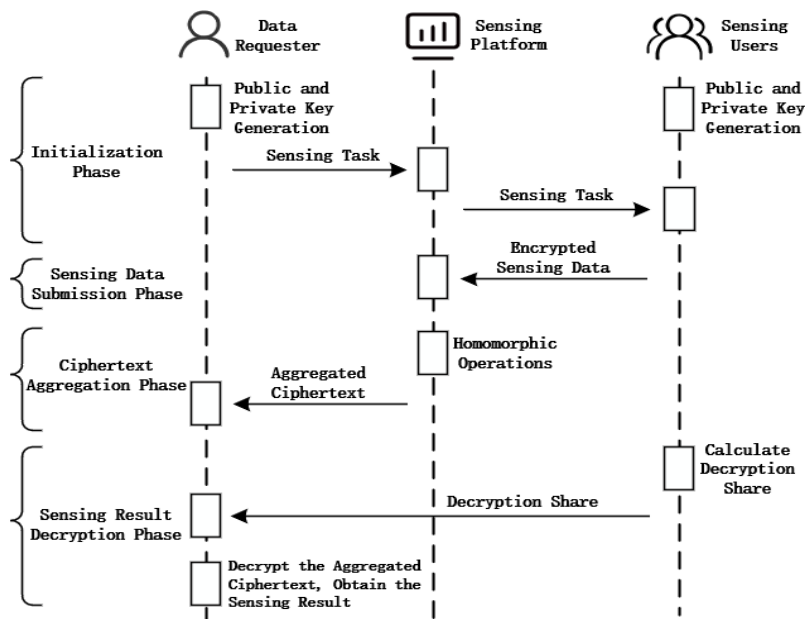 Data
Requester
Sensing
Platform
Sensing
Users
Public and
Private Key
Generation
Public and
Private Key
Generation
Initialization
Phase
Sensing Task
Sensing Task
Encrypted
Sensing Data
Sensing Data
Submission Phase
Homomorphic
Operations
Ciphertext
Aggregation Phase
Aggregated
Ciphertext
Calculate
Decryption
Share
Decryption Share
Sensing Result
Decryption Phase
Decrypt the Aggregated
Ciphertext, Obtain the
Sensing Result